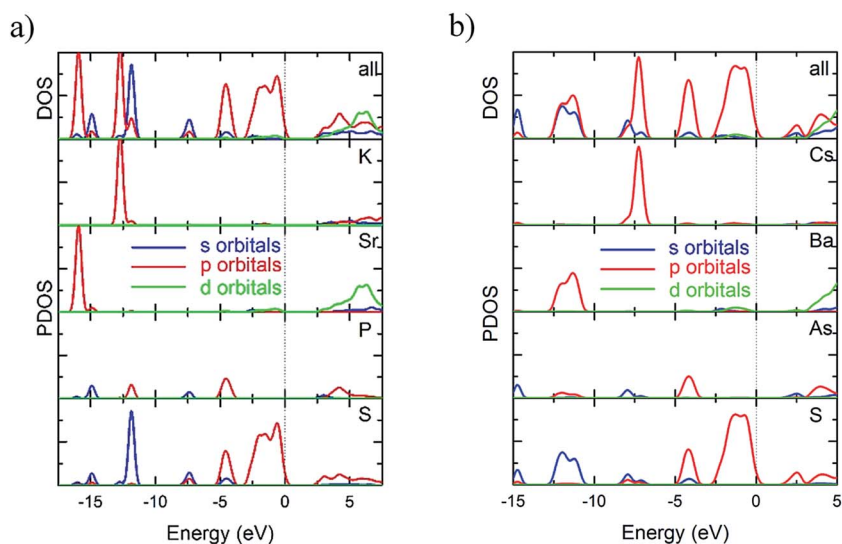 a)
DOS
all
K
Sr
s orbitals
p orbitals
d orbitals
PDOS
P
S
-15 -10 -5 0 5
Energy (eV)
b)
DOS
all
Cs
Ba
s orbitals
p orbitals
d orbitals
PDOS
As
S
-15 -10 -5 0 5
Energy (eV)